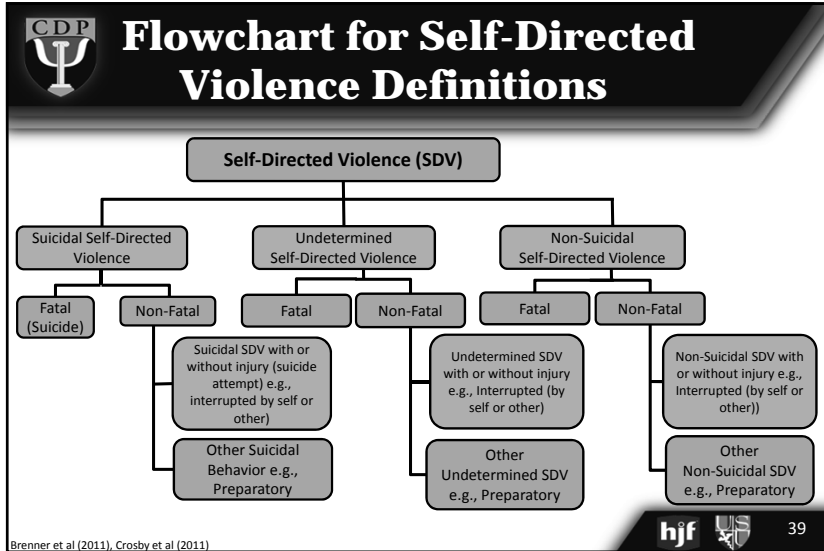 CDP
Flowchart for Self-Directed
Violence Definitions
Self-Directed Violence (SDV)
Suicidal Self-Directed
Violence
Undetermined
Self-Directed Violence
Non-Suicidal
Self-Directed Violence
Fatal
(Suicide)
Non-Fatal
Fatal
Non-Fatal
Fatal
Non-Fatal
Suicidal SDV with or
without injury (suicide
attempt) e.g.,
interrupted by self or
other)
Undetermined SDV
with or without injury
e.g., Interrupted (by
self or other)
Non-Suicidal SDV with
or without injury e.g.,
Interrupted (by self or
other))
Other Suicidal
Behavior e.g.,
Preparatory
Other
Undetermined SDV
e.g., Preparatory
Other
Non-Suicidal SDV
e.g., Preparatory
Brenner et al (2011), Crosby et al (2011)
hjf
US
39